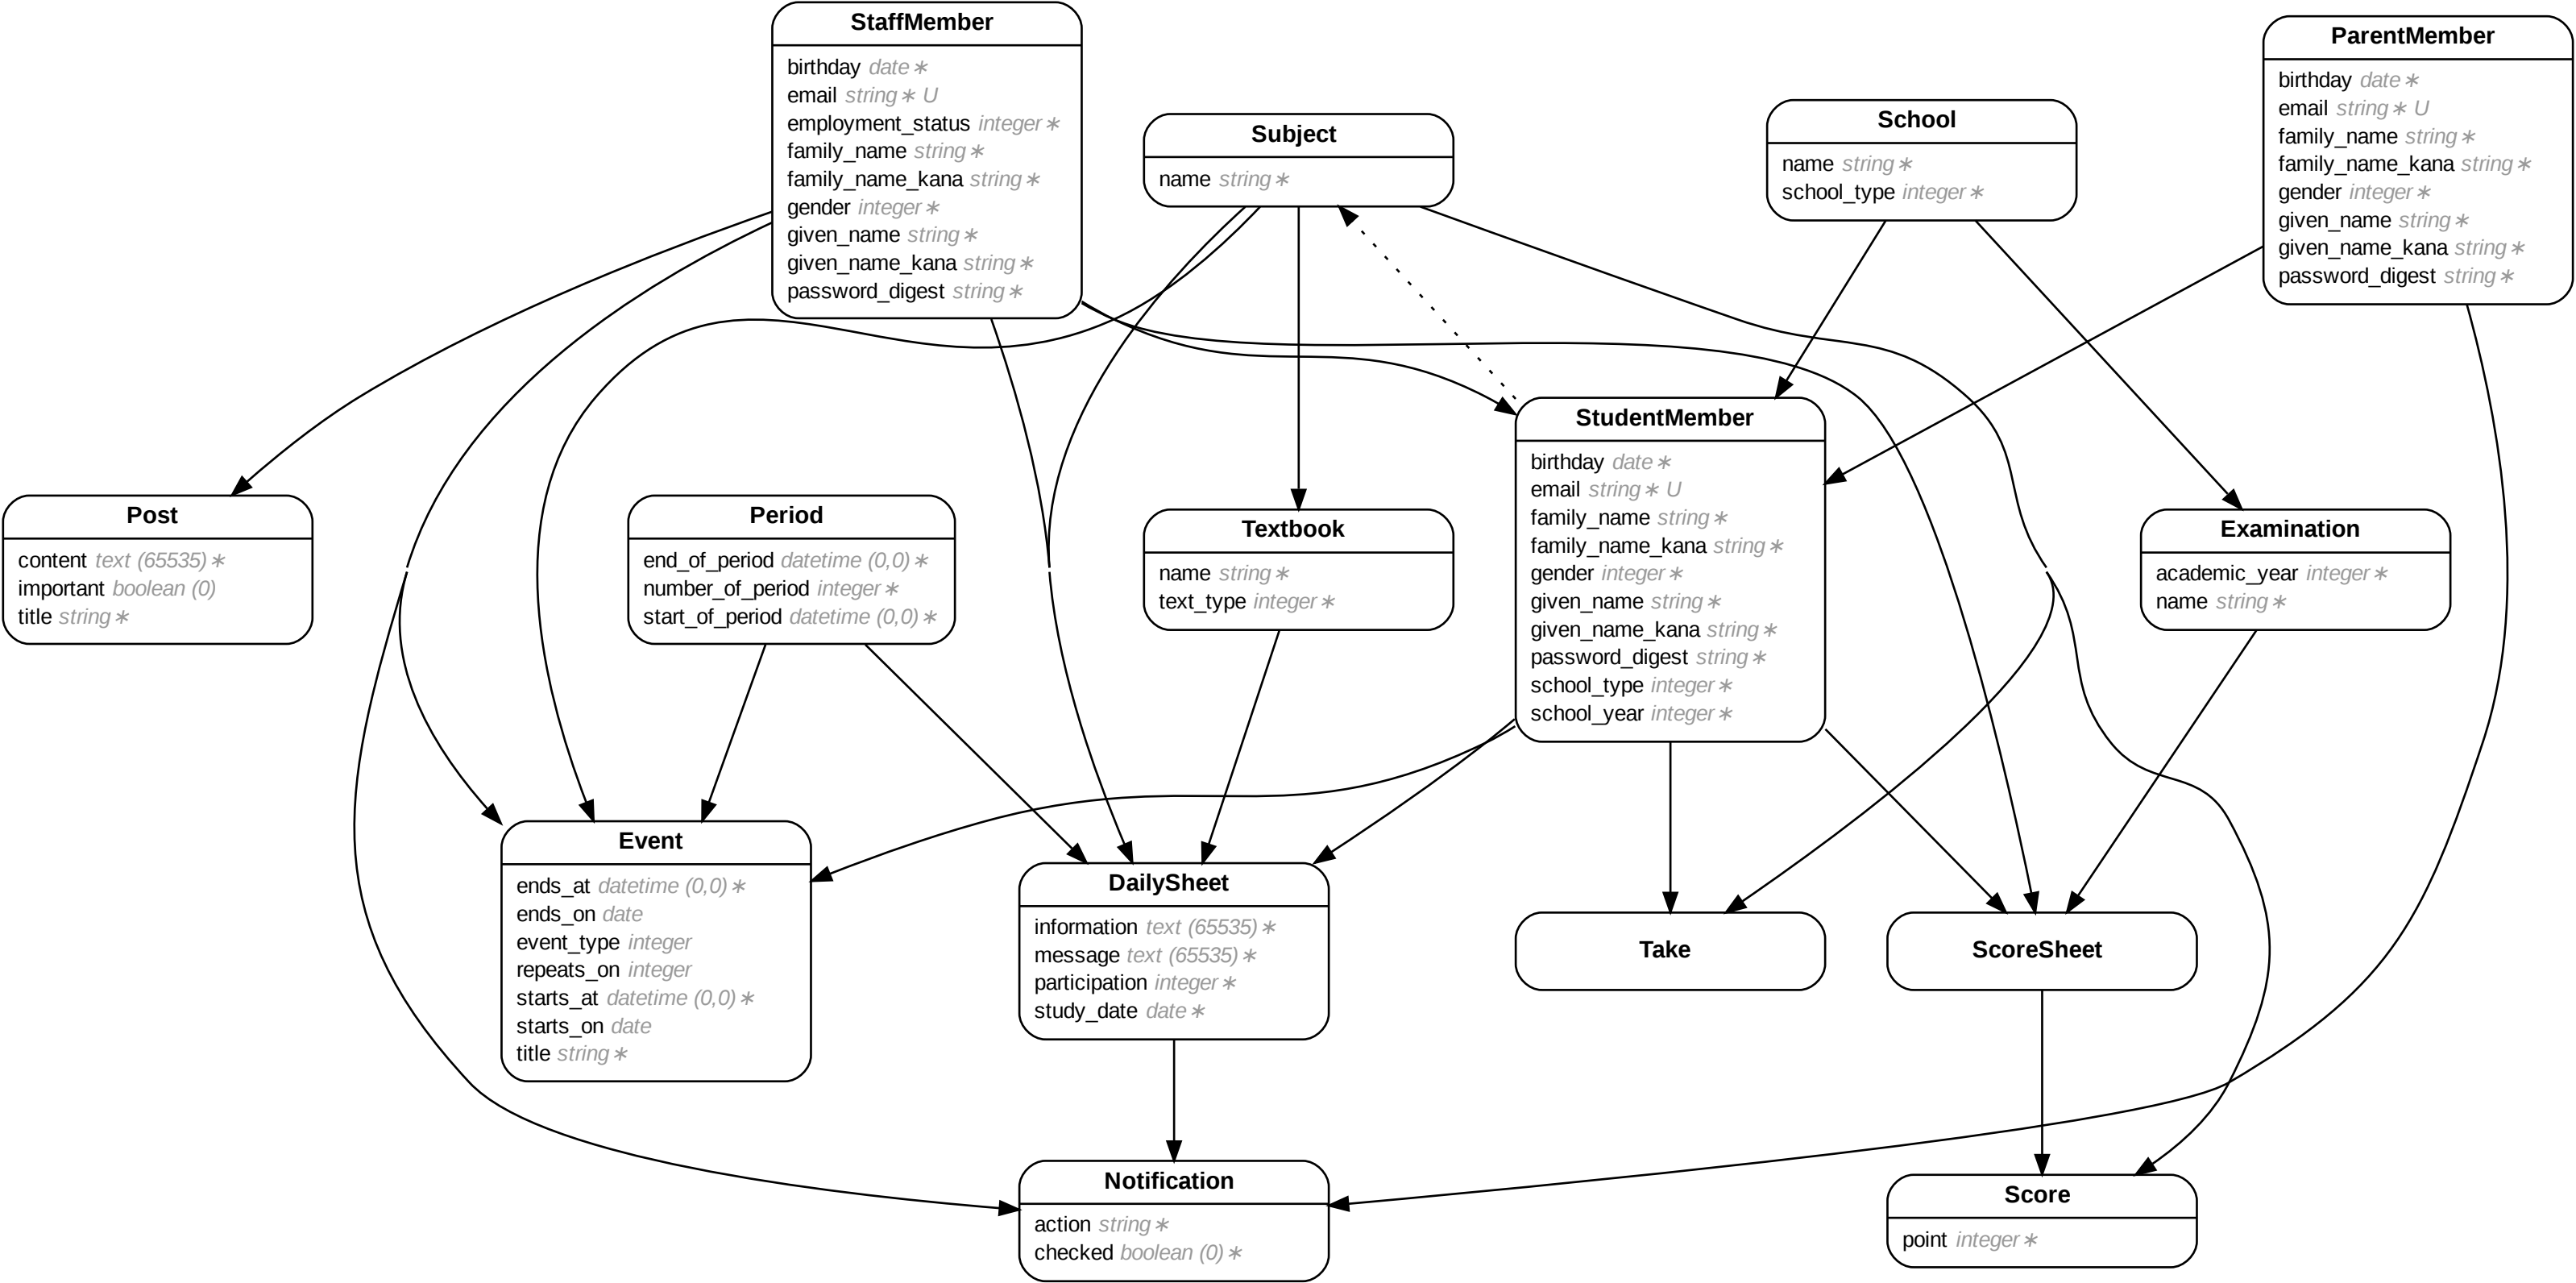 StaffMember
birthday date ∗
email string ∗ U
employment_status integer ∗
family_name string ∗
family_name_kana string ∗
gender integer ∗
given_name string ∗
given_name_kana string ∗
password_digest string ∗
Subject
name string ∗
School
name string ∗
school_type integer ∗
ParentMember
birthday date ∗
email string ∗ U
family_name string ∗
family_name_kana string ∗
gender integer ∗
given_name string ∗
given_name_kana string ∗
password_digest string ∗
Post
content text (65535) ∗
important boolean (0)
title string ∗
Period
end_of_period datetime (0,0) ∗
number_of_period integer ∗
start_of_period datetime (0,0) ∗
Textbook
name string ∗
text_type integer ∗
StudentMember
birthday date ∗
email string ∗ U
family_name string ∗
family_name_kana string ∗
gender integer ∗
given_name string ∗
given_name_kana string ∗
password_digest string ∗
school_type integer ∗
school_year integer ∗
Examination
academic_year integer ∗
name string ∗
Event
ends_at datetime (0,0) ∗
ends_on date
event_type integer
repeats_on integer
starts_at datetime (0,0) ∗
starts_on date
title string ∗
DailySheet
information text (65535) ∗
message text (65535) ∗
participation integer ∗
study_date date ∗
Take
ScoreSheet
Notification
action string ∗
checked boolean (0) ∗
Score
point integer ∗